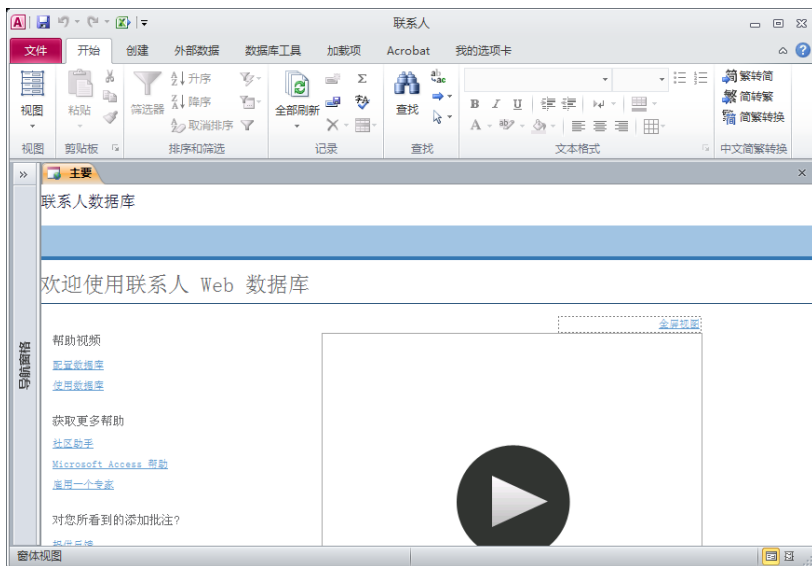 联系人
文件 开始 创建 外部数据 数据库工具 加载项 Acrobat 我的选项卡
视图
粘贴
筛选器
升序
降序
取消排序
全部刷新
查找
ab
ac
B I U
A
ab
繁转简
简转繁
简繁转换
视图 剪贴板 排序和筛选 记录 查找 文本格式 中文简繁转换
主要
联系人数据库
欢迎使用联系人 Web 数据库
全屏视图
导航窗格
帮助视频
配置数据库
使用数据库
获取更多帮助
社区助手
Microsoft Access 帮助
雇用一个专家
对您所看到的添加批注?
窗体视图